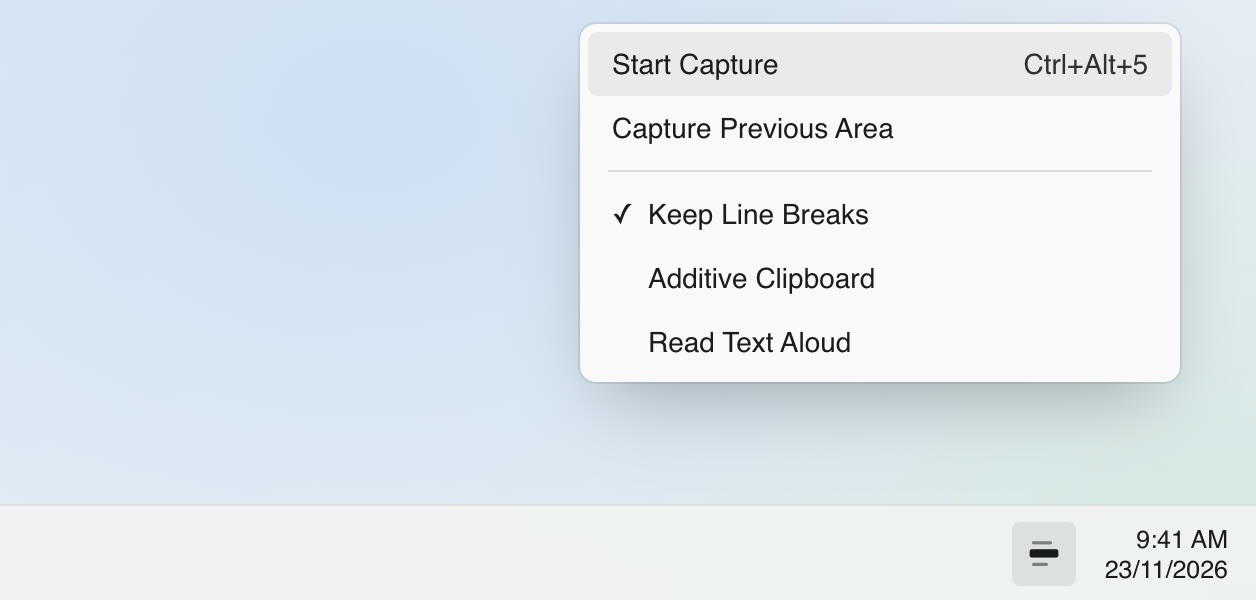 Start Capture Ctrl+Alt+5
Capture Previous Area
✓ Keep Line Breaks
Additive Clipboard
Read Text Aloud
9:41 AM
23/11/2026